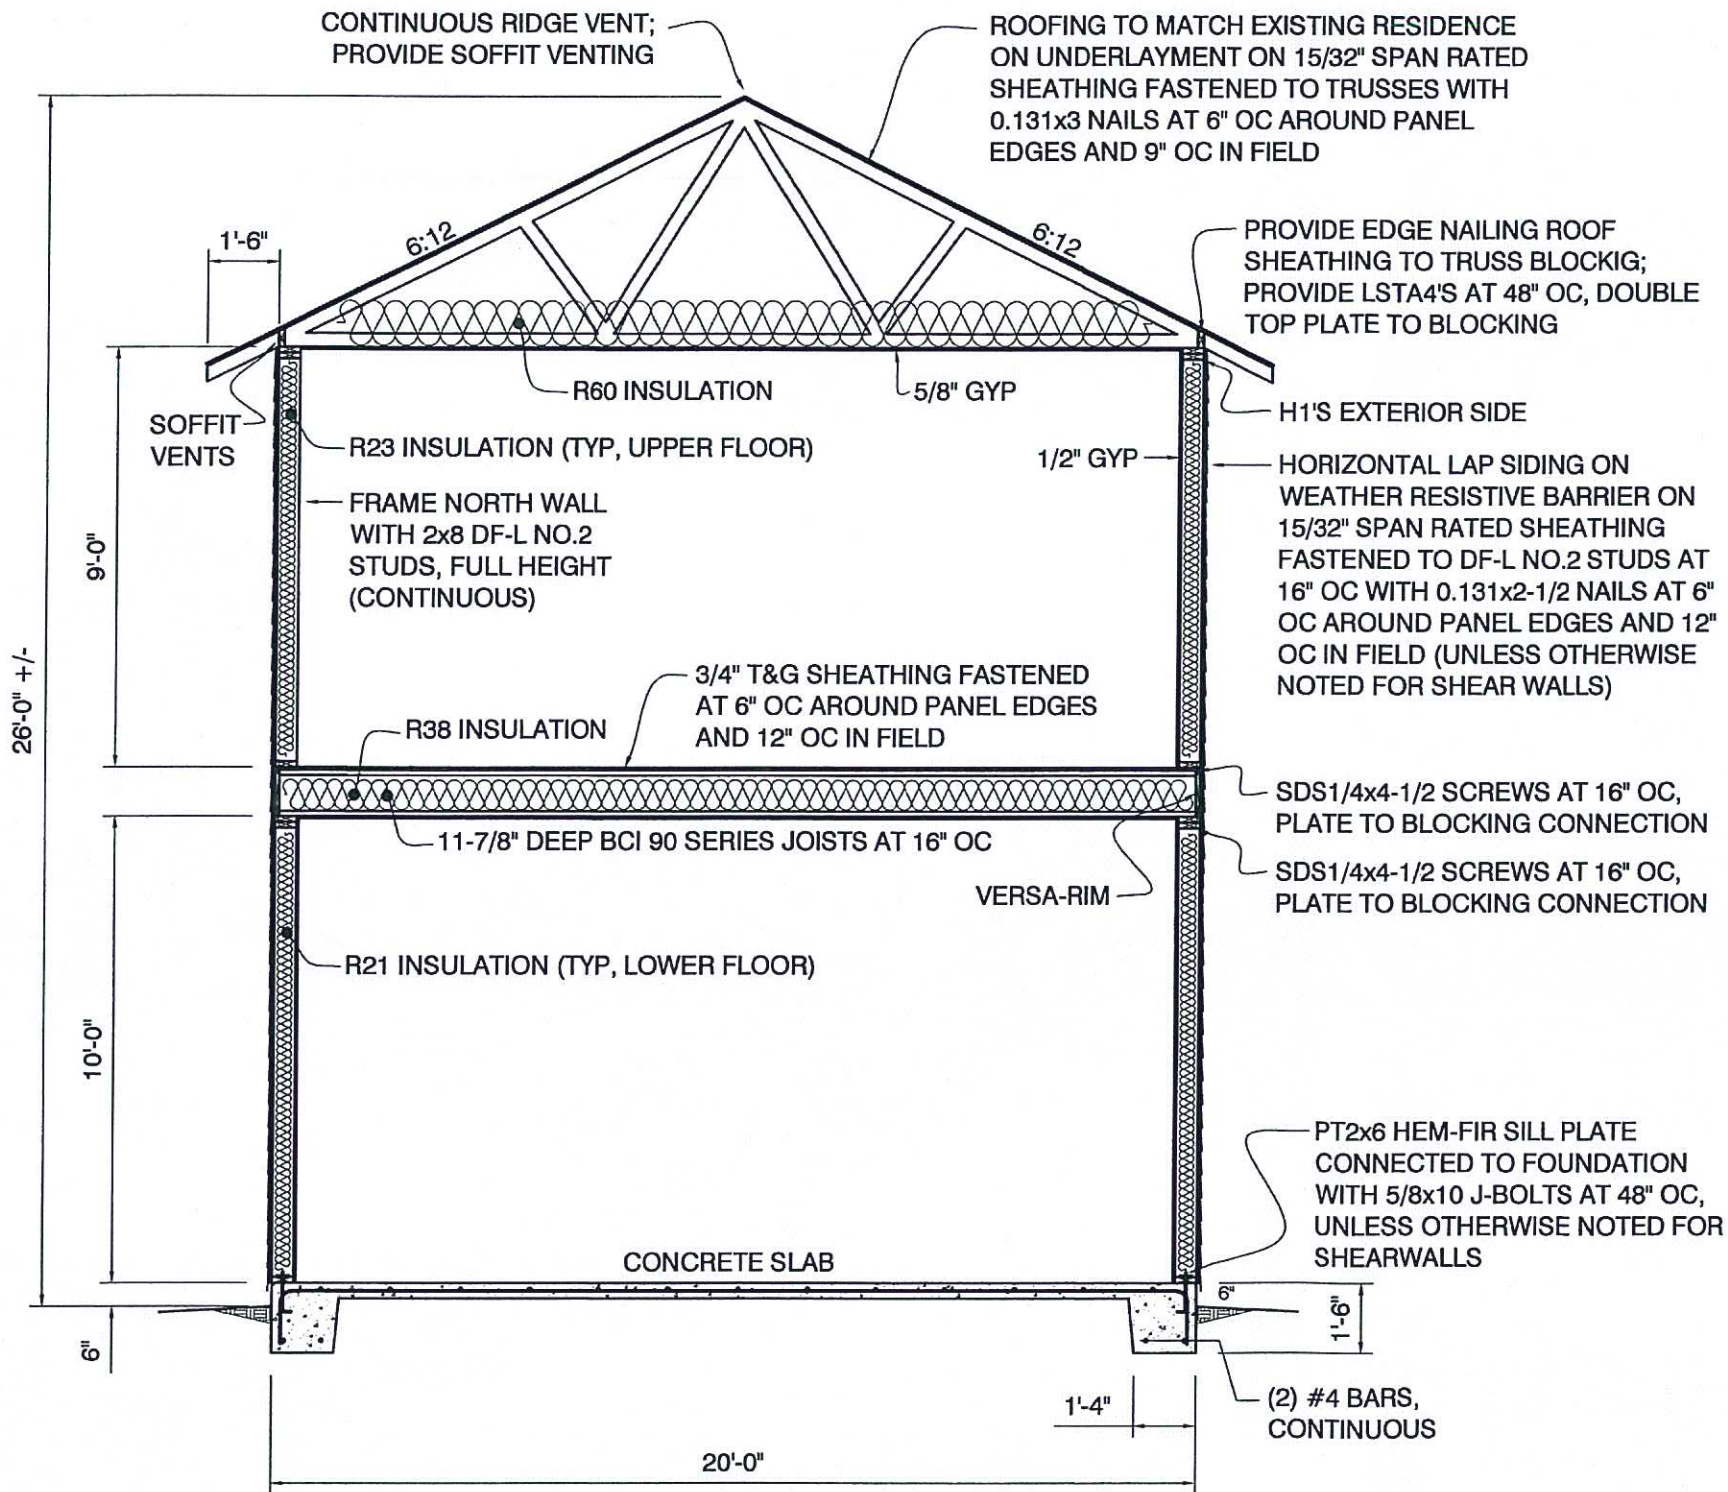 CONTINUOUS RIDGE VENT;
PROVIDE SOFFIT VENTING
ROOFING TO MATCH EXISTING RESIDENCE
ON UNDERLAYMENT ON 15/32" SPAN RATED
SHEATHING FASTENED TO TRUSSES WITH
0.131x3 NAILS AT 6" OC AROUND PANEL
EDGES AND 9" OC IN FIELD
1'-6"
6:12
6:12
PROVIDE EDGE NAILING ROOF
SHEATHING TO TRUSS BLOCKIG;
PROVIDE LSTA4'S AT 48" OC, DOUBLE
TOP PLATE TO BLOCKING
R60 INSULATION
5/8" GYP
H1'S EXTERIOR SIDE
SOFFIT
VENTS
R23 INSULATION (TYP, UPPER FLOOR)
1/2" GYP
HORIZONTAL LAP SIDING ON
WEATHER RESISTIVE BARRIER ON
15/32" SPAN RATED SHEATHING
FASTENED TO DF-L NO.2 STUDS AT
16" OC WITH 0.131x2-1/2 NAILS AT 6"
OC AROUND PANEL EDGES AND 12"
OC IN FIELD (UNLESS OTHERWISE
NOTED FOR SHEAR WALLS)
FRAME NORTH WALL
WITH 2x8 DF-L NO.2
STUDS, FULL HEIGHT
(CONTINUOUS)
9'-0"
26'-0" +/-
3/4" T&G SHEATHING FASTENED
AT 6" OC AROUND PANEL EDGES
AND 12" OC IN FIELD
R38 INSULATION
SDS1/4x4-1/2 SCREWS AT 16" OC,
PLATE TO BLOCKING CONNECTION
11-7/8" DEEP BCI 90 SERIES JOISTS AT 16" OC
SDS1/4x4-1/2 SCREWS AT 16" OC,
PLATE TO BLOCKING CONNECTION
VERSA-RIM
R21 INSULATION (TYP, LOWER FLOOR)
10'-0"
PT2x6 HEM-FIR SILL PLATE
CONNECTED TO FOUNDATION
WITH 5/8x10 J-BOLTS AT 48" OC,
UNLESS OTHERWISE NOTED FOR
SHEARWALLS
CONCRETE SLAB
6"
1'-6"
6"
1'-4"
(2) #4 BARS,
CONTINUOUS
20'-0"